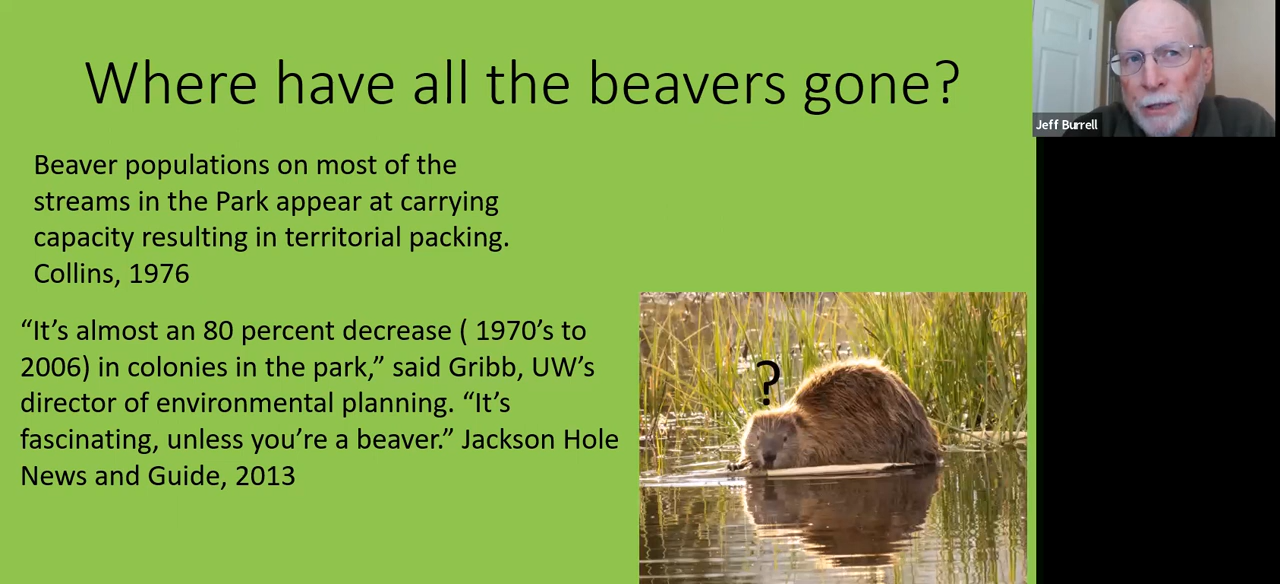 Where have all the beavers gone?
Jeff Burrell
Beaver populations on most of the
streams in the Park appear at carrying
capacity resulting in territorial packing.
Collins, 1976
“It’s almost an 80 percent decrease ( 1970’s to
2006) in colonies in the park,” said Gribb, UW’s
director of environmental planning. “It’s
fascinating, unless you’re a beaver.” Jackson Hole
News and Guide, 2013
?